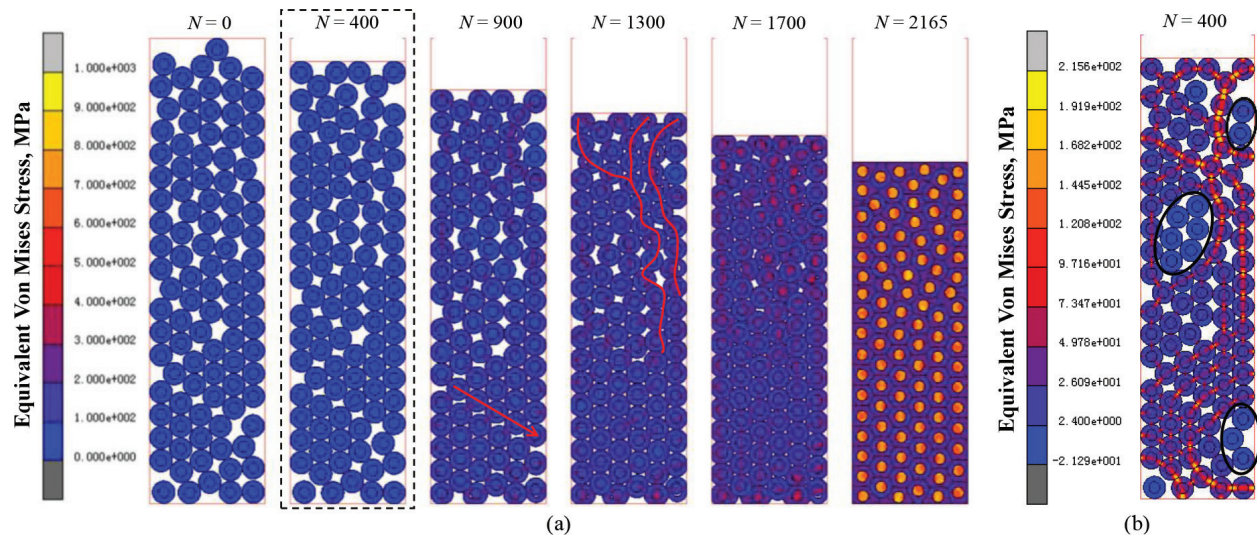 N = 0
N = 400
N = 900
N = 1300
N = 1700
N = 2165
N = 400
Equivalent Von Mises Stress, MPa
1.000e+003
9.000e+002
8.000e+002
7.000e+002
6.000e+002
5.000e+002
4.000e+002
3.000e+002
2.000e+002
1.000e+002
0.000e+000
Equivalent Von Mises Stress, MPa
2.156e+002
1.919e+002
1.682e+002
1.445e+002
1.208e+002
9.716e+001
7.347e+001
4.978e+001
2.609e+001
2.400e+000
-2.129e+001
(a)
(b)